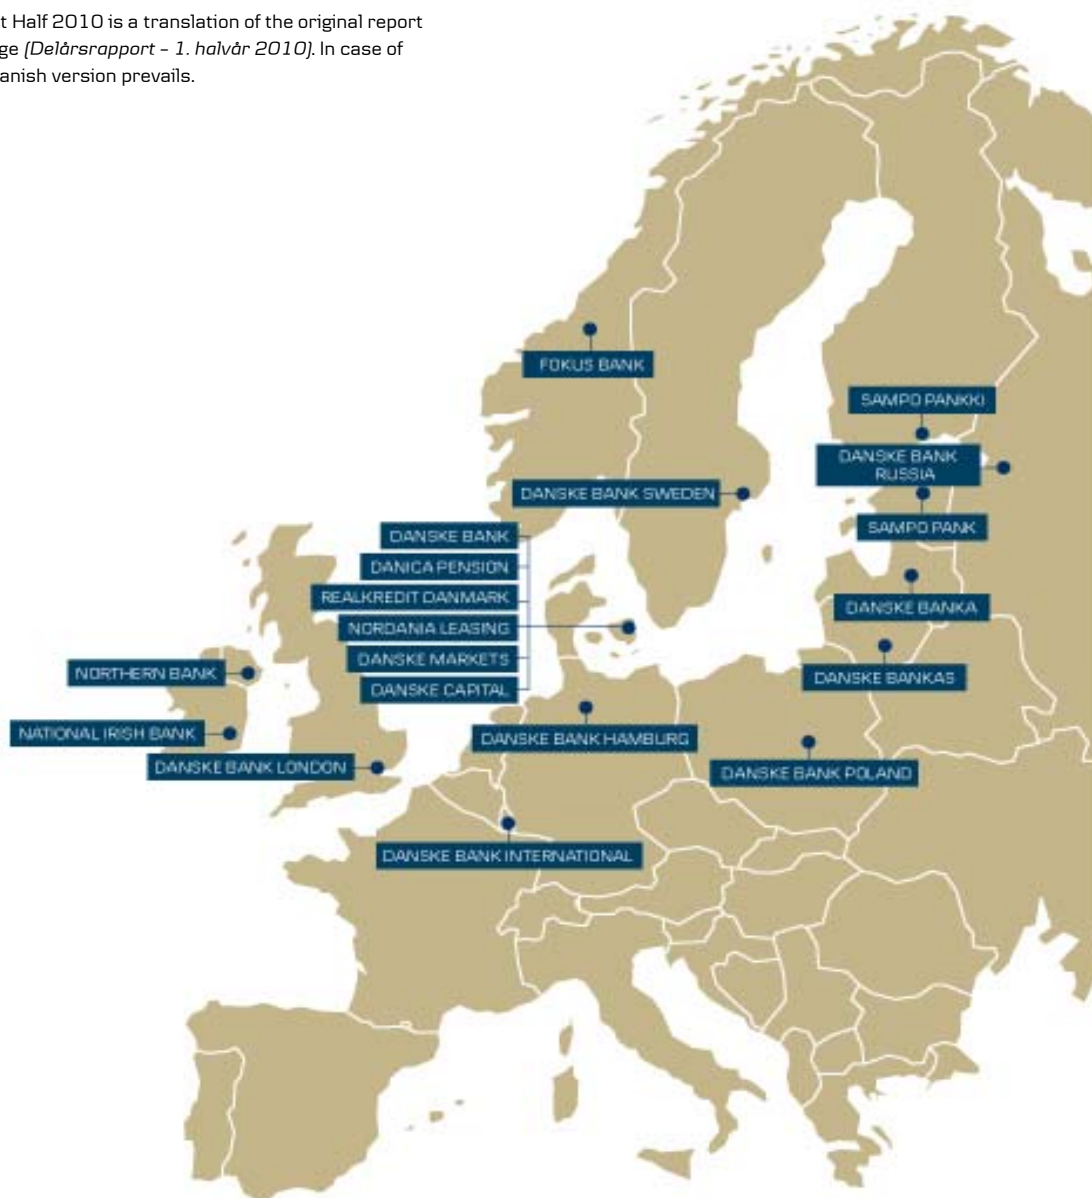 t Half 2010 is a translation of the original report
ge (Delårsrapport – 1. halvår 2010). In case of
anish version prevails.
FOKUS BANK
SAMPO PANKKI
DANSKE BANK
RUSSIA
DANSKE BANK SWEDEN
SAMPO PANK
DANSKE BANK
DANICA PENSION
REALKREDIT DANMARK
NORDANIA LEASING
DANSKE MARKETS
DANSKE CAPITAL
DANSKE BANKA
DANSKE BANKAS
NORTHERN BANK
NATIONAL IRISH BANK
DANSKE BANK LONDON
DANSKE BANK HAMBURG
DANSKE BANK POLAND
DANSKE BANK INTERNATIONAL